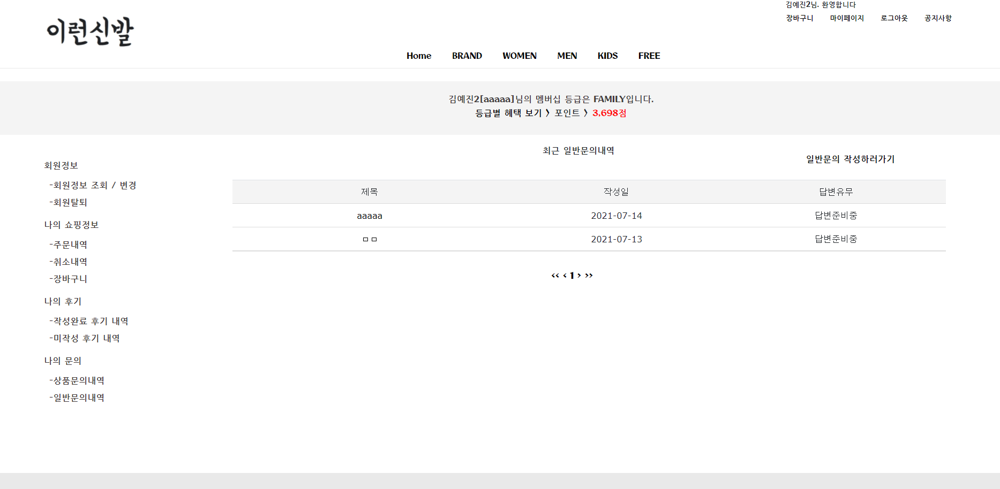 김예진2님. 환영합니다
장바구니 마이페이지 로그아웃 공지사항
이런신발
Home BRAND WOMEN MEN KIDS FREE
김예진2[aaaaa]님의 멤버십 등급은 FAMILY입니다.
등급별 혜택 보기 > 포인트 > 3,698점
최근 일반문의내역
일반문의 작성하러가기
회원정보
-회원정보 조회 / 변경
-회원탈퇴
나의 쇼핑정보
-주문내역
-취소내역
-장바구니
나의 후기
-작성완료 후기 내역
-미작성 후기 내역
나의 문의
-상품문의내역
-일반문의내역
제목 작성일 답변유무
aaaaa 2021-07-14 답변준비중
ㅁㅁ 2021-07-13 답변준비중
<< < 1 > >>